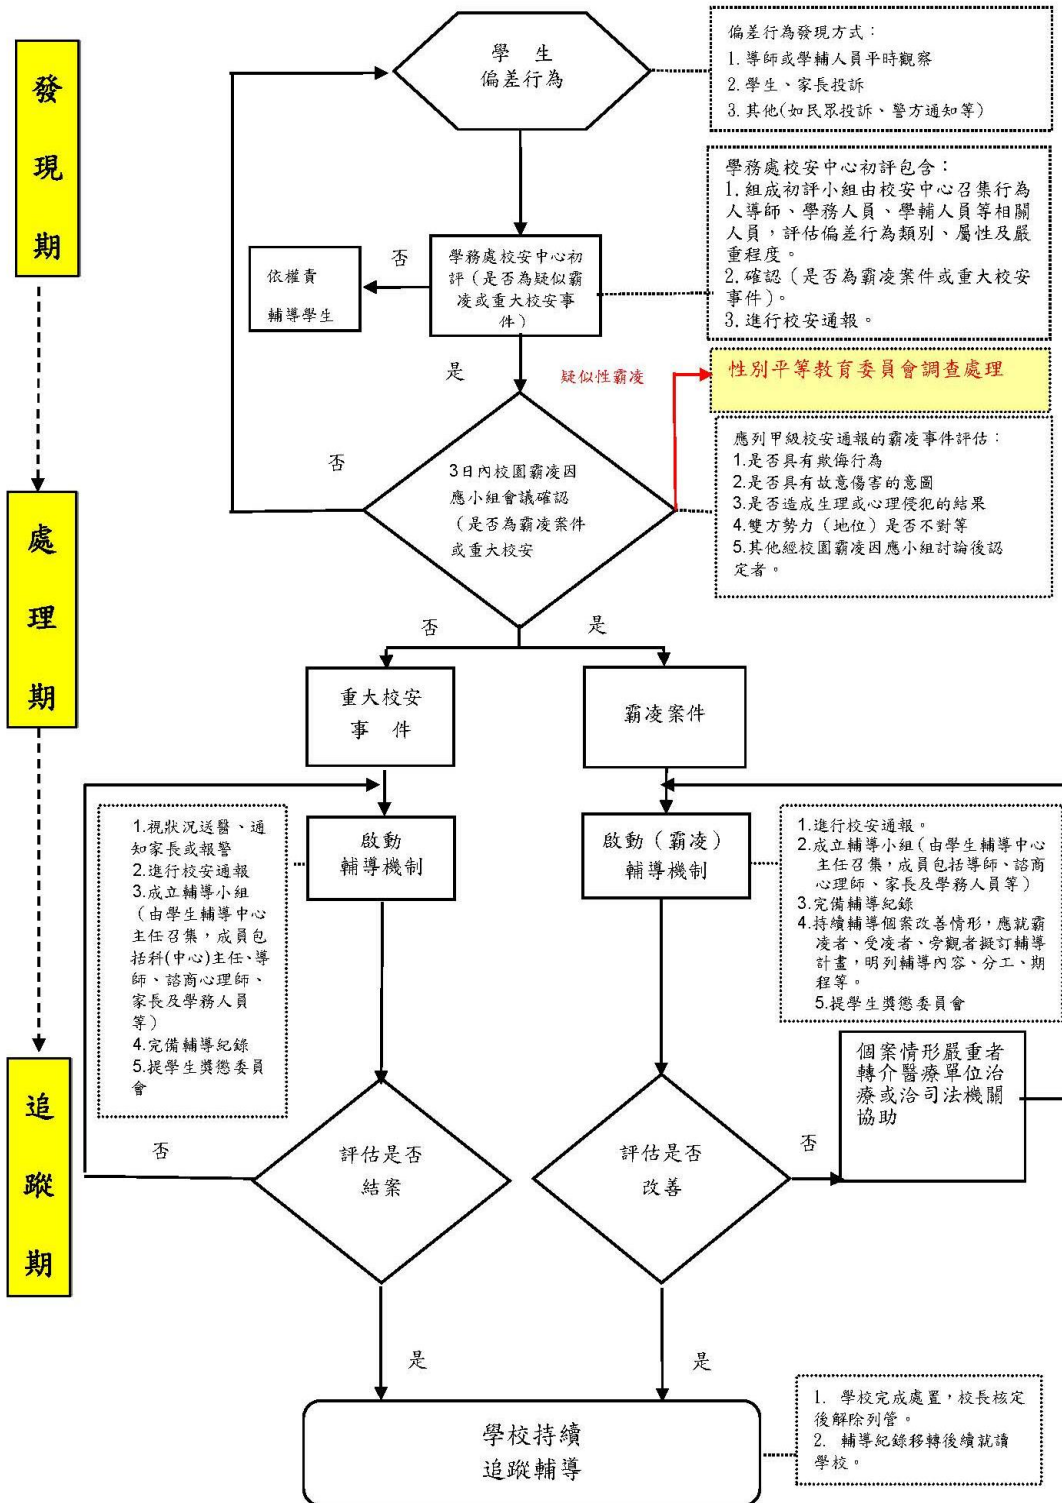 發
現
期
處
理
期
追
蹤
期
學 生
偏差行為
偏差行為發現方式：
1.導師或學輔人員平時觀察
2.學生、家長投訴
3.其他(如民眾投訴、警方通知等)
學務處校安中心初評包含：
1.組成初評小組由校安中心召集行為
人導師、學務人員、學輔人員等相關
人員，評估偏差行為類別、屬性及嚴
重程度。
2.確認（是否為霸凌案件或重大校安
事件）。
3.進行校安通報。
學務處校安中心初
評（是否為疑似霸
凌或重大校安事
件）
否
依權責
輔導學生
是
疑似性霸凌
性別平等教育委員會調查處理
否
3日內校園霸凌因
應小組會議確認
（是否為霸凌案件
或重大校安
應列甲級校安通報的霸凌事件評估：
1.是否具有欺侮行為
2.是否具有故意傷害的意圖
3.是否造成生理或心理侵犯的結果
4.雙方勢力（地位）是否不對等
5.其他經校園霸凌因應小組討論後認
定者。
否
是
重大校安
事 件
霸凌案件
1.視狀況送醫、通
知家長或報警
2.進行校安通報
3.成立輔導小組
（由學生輔導中心
主任召集，成員包
括科(中心)主任、導
師、諮商心理師、
家長及學務人員
等）
4.完備輔導紀錄
5.提學生獎懲委員
會
啟動
輔導機制
啟動（霸凌）
輔導機制
1.進行校安通報。
2.成立輔導小組（由學生輔導中心
主任召集，成員包括導師、諮商
心理師、家長及學務人員等）
3.完備輔導紀錄
4.持續輔導個案改善情形，應就霸
凌者、受凌者、旁觀者擬訂輔導
計畫，明列輔導內容、分工、期
程等。
5.提學生獎懲委員會
個案情形嚴重者
轉介醫療單位治
療或洽司法機關
協助
否
評估是否
結案
評估是否
改善
否
是
是
學校持續
追蹤輔導
1. 學校完成處置，校長核定
後解除列管。
2. 輔導紀錄移轉後續就讀
學校。